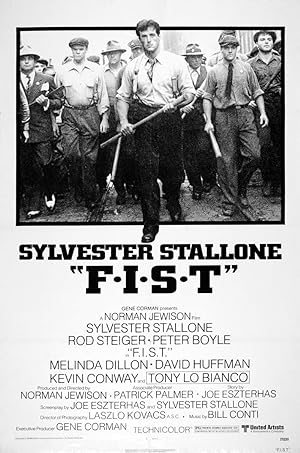 SYLVESTER STALLONE
"F·I·S·T"
GENE CORMAN presents
A NORMAN JEWISON Film
SYLVESTER STALLONE
ROD STEIGER · PETER BOYLE
in "F.I.S.T."
MELINDA DILLON · DAVID HUFFMAN
KEVIN CONWAY and TONY LO BIANCO
Produced and Directed by Associate Producer Story by
NORMAN JEWISON · PATRICK PALMER · JOE ESZTERHAS
Screenplay by JOE ESZTERHAS and SYLVESTER STALLONE
Director of Photography LASZLO KOVACS A.S.C. · Music by BILL CONTI
Executive Producer GENE CORMAN TECHNICOLOR® PG United Artists
"F.I.S.T."